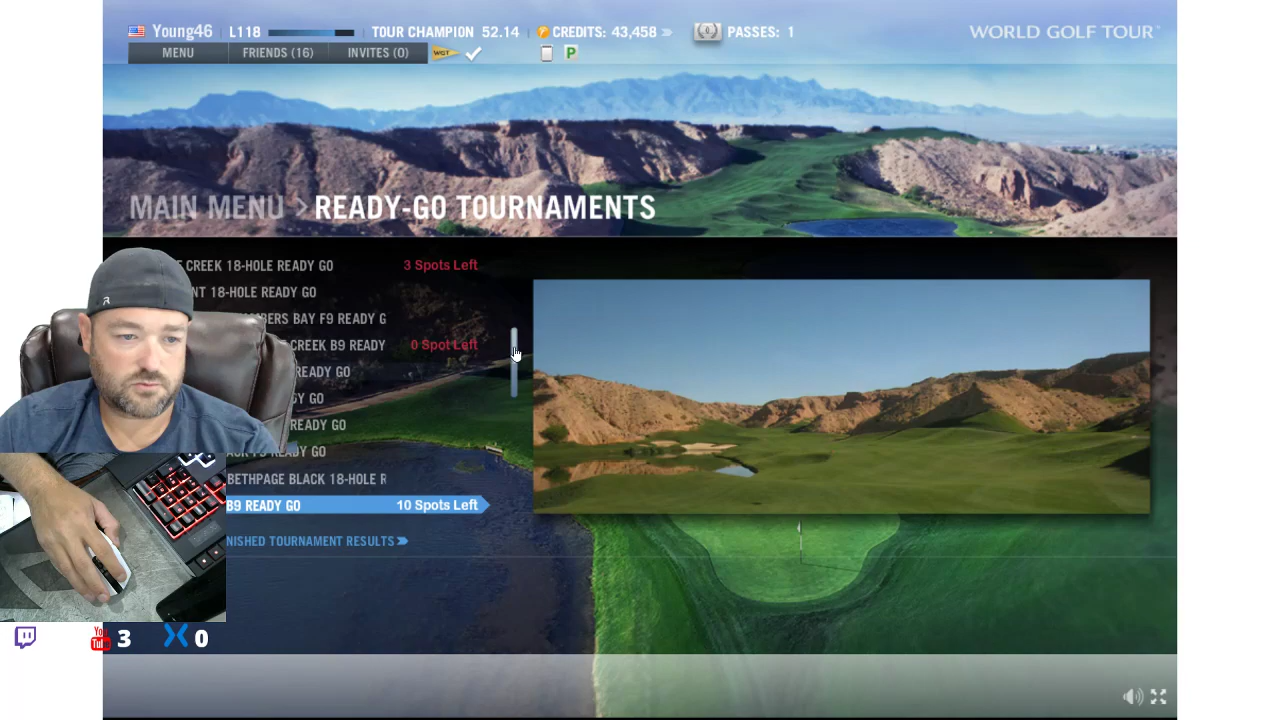 Young46 L118 TOUR CHAMPION 52.14 CREDITS: 43,458 PASSES: 1 WORLD GOLF TOUR
MENU FRIENDS (16) INVITES (0) WGT P
MAIN MENU > READY-GO TOURNAMENTS
CREEK 18-HOLE READY GO 3 Spots Left
NT 18-HOLE READY GO
BERS BAY F9 READY G
CREEK B9 READY 0 Spot Left
READY GO
GY GO
READY GO
READY GO
BETHPAGE BLACK 18-HOLE R
B9 READY GO 10 Spots Left
NISHED TOURNAMENT RESULTS
You Tube 3 0